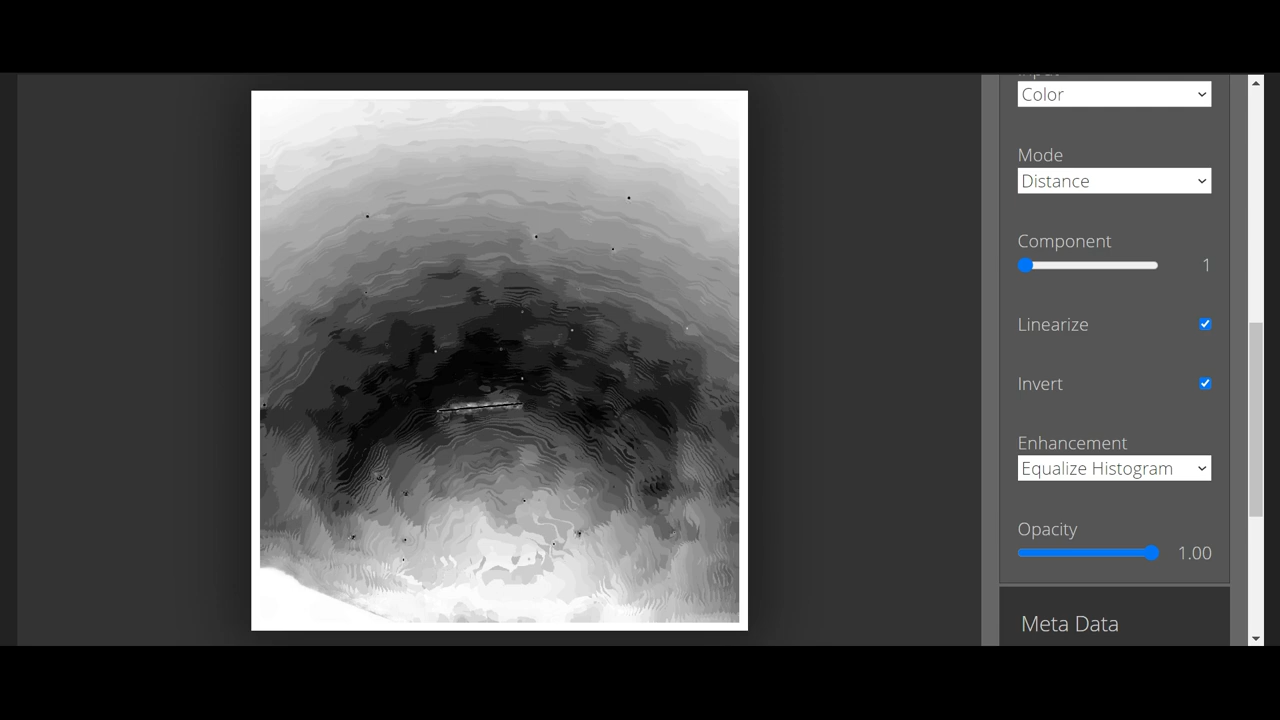 Color
Mode
Distance
Component
1
Linearize
Invert
Enhancement
Equalize Histogram
Opacity
1.00
Meta Data